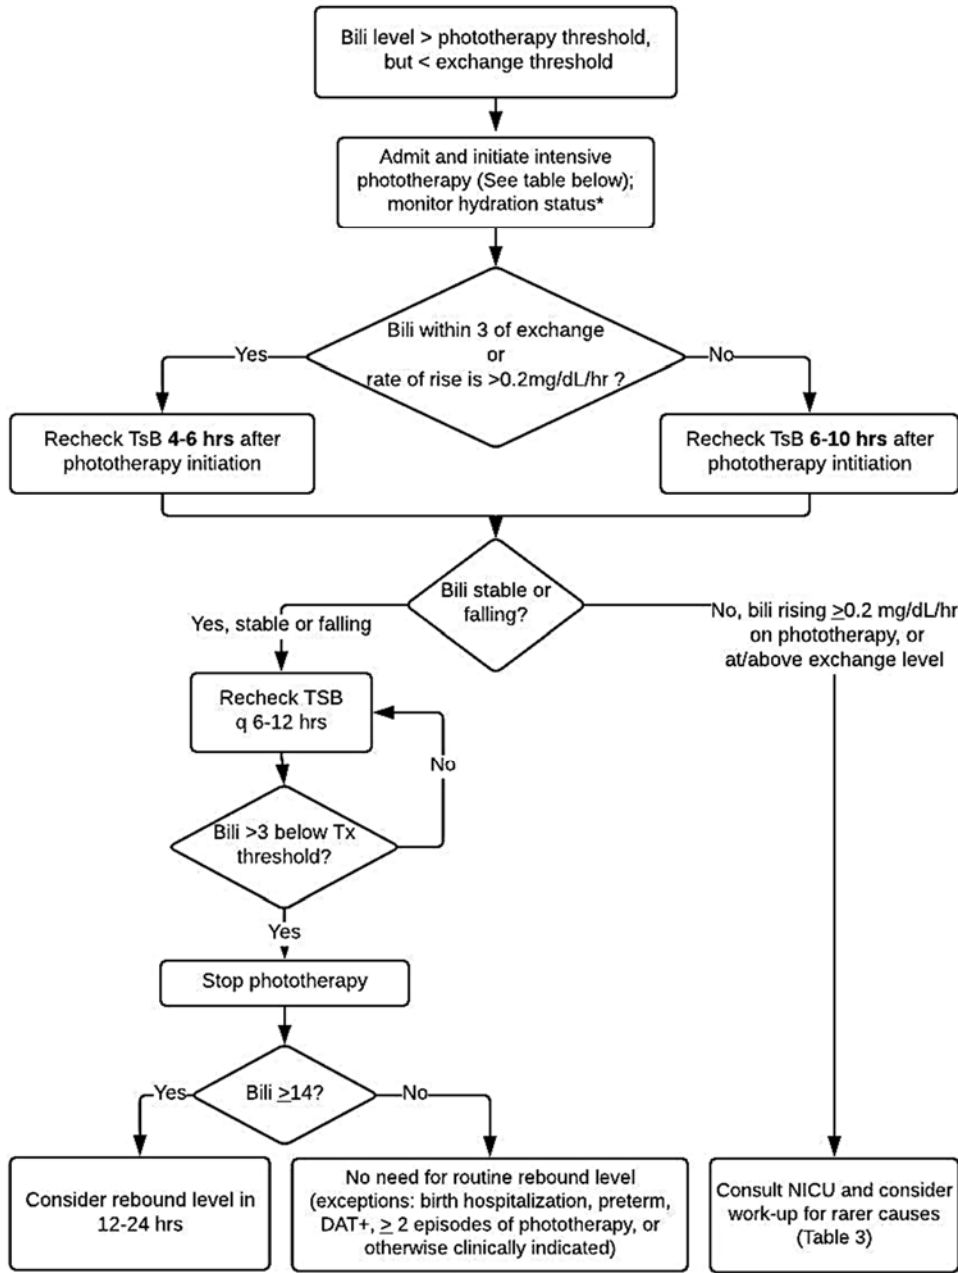 Bili level > phototherapy threshold,
but < exchange threshold
Admit and initiate intensive
phototherapy (See table below);
monitor hydration status*
Bili within 3 of exchange
or
rate of rise is >0.2mg/dL/hr ?
Yes
No
Recheck TsB 4-6 hrs after
phototherapy initiation
Recheck TsB 6-10 hrs after
phototherapy intitiation
Bili stable or
falling?
Yes, stable or falling
No, bili rising ≥0.2 mg/dL/hr
on phototherapy, or
at/above exchange level
Recheck TSB
q 6-12 hrs
No
Bili >3 below Tx
threshold?
Yes
Stop phototherapy
Bili ≥14?
Yes
No
Consider rebound level in
12-24 hrs
No need for routine rebound level
(exceptions: birth hospitalization, preterm,
DAT+, ≥ 2 episodes of phototherapy, or
otherwise clinically indicated)
Consult NICU and consider
work-up for rarer causes
(Table 3)